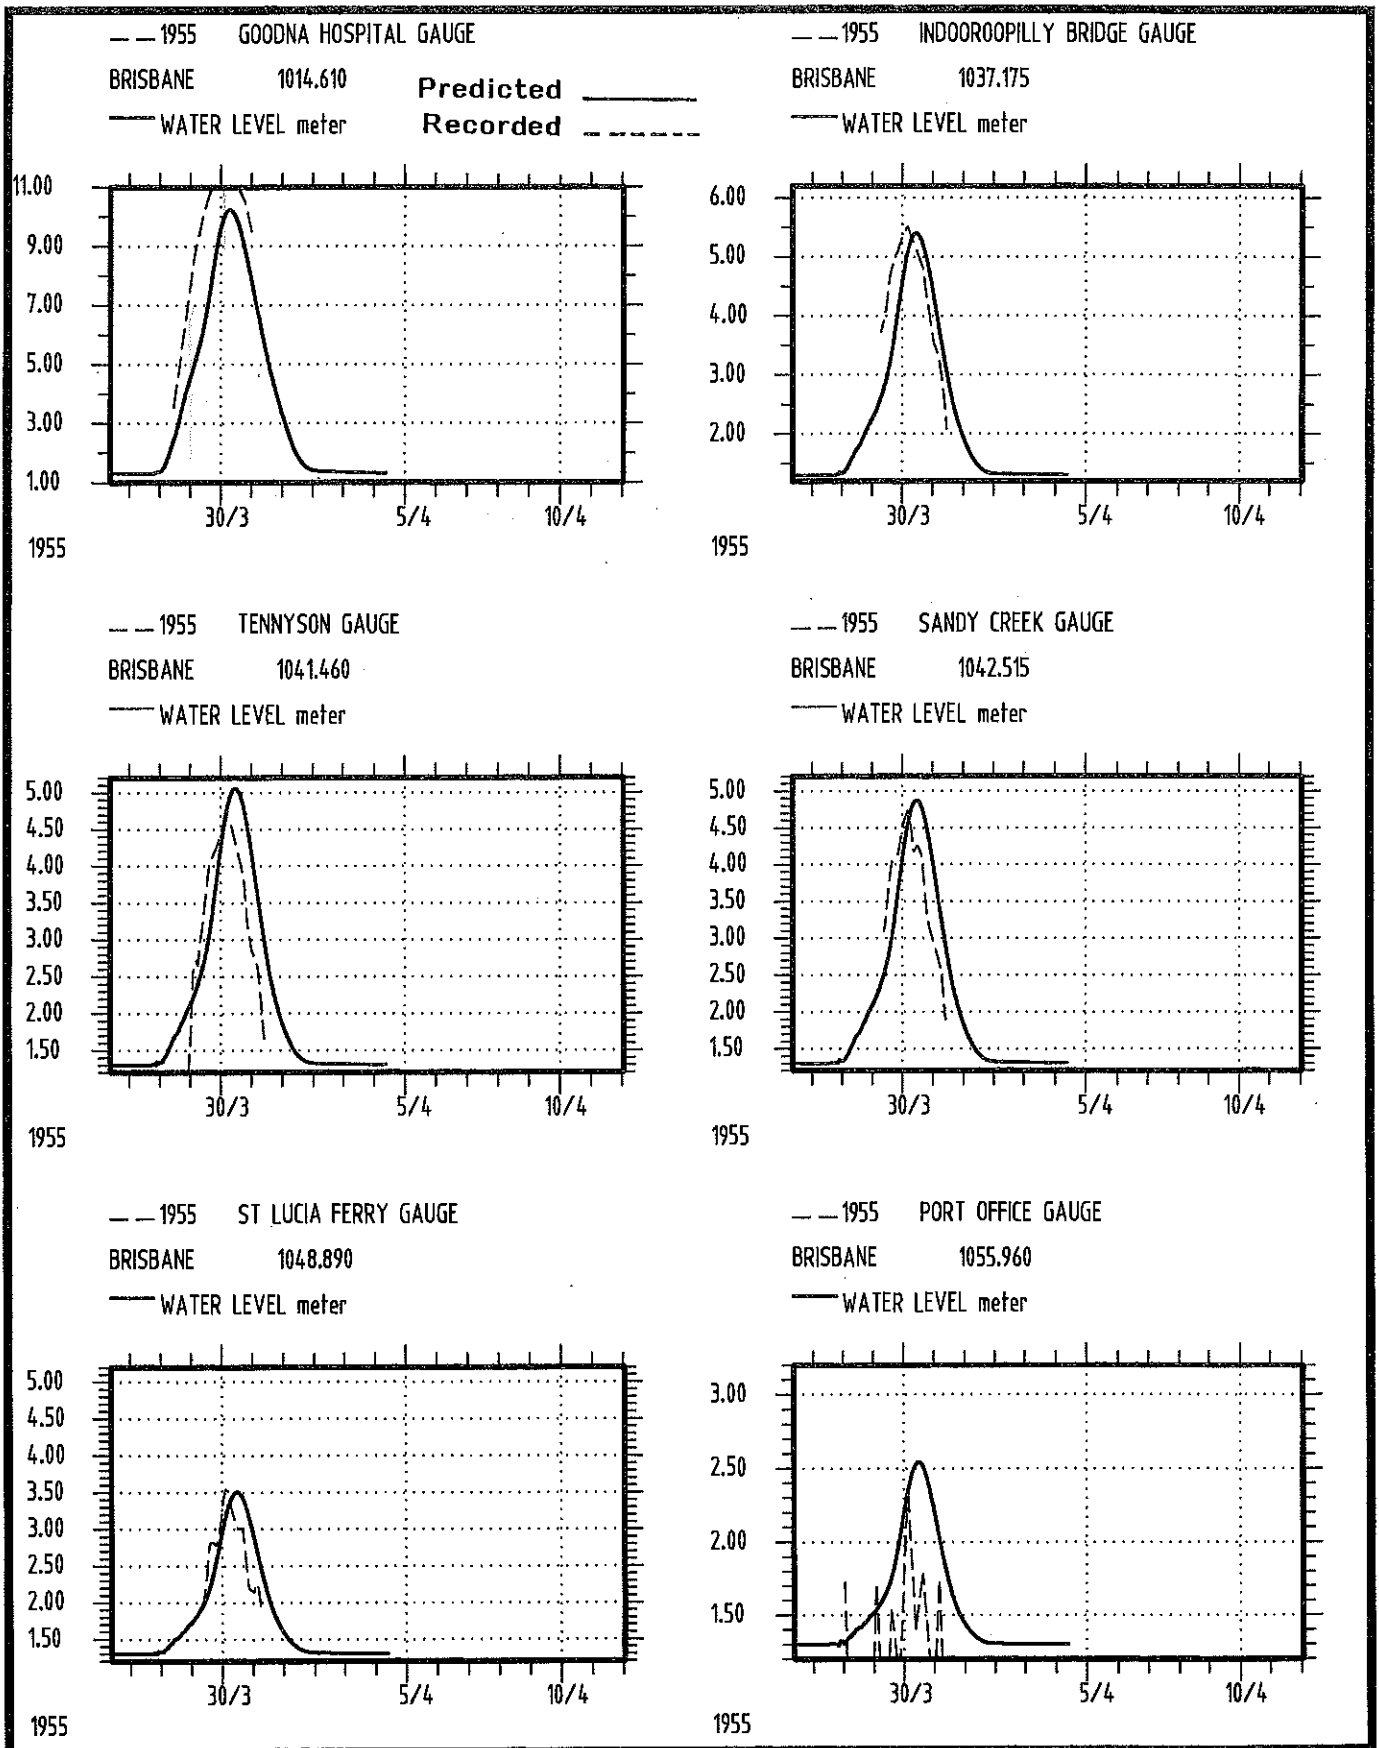 — — 1955 GOODNA HOSPITAL GAUGE
BRISBANE 1014.610
WATER LEVEL meter
Predicted
Recorded
11.00
9.00
7.00
5.00
3.00
1.00
30/3 5/4 10/4
1955
— — 1955 INDOOROOPILLY BRIDGE GAUGE
BRISBANE 1037.175
WATER LEVEL meter
6.00
5.00
4.00
3.00
2.00
30/3 5/4 10/4
1955
— — 1955 TENNYSON GAUGE
BRISBANE 1041.460
WATER LEVEL meter
5.00
4.50
4.00
3.50
3.00
2.50
2.00
1.50
30/3 5/4 10/4
1955
— — 1955 SANDY CREEK GAUGE
BRISBANE 1042.515
WATER LEVEL meter
5.00
4.50
4.00
3.50
3.00
2.50
2.00
1.50
30/3 5/4 10/4
1955
— — 1955 ST LUCIA FERRY GAUGE
BRISBANE 1048.890
WATER LEVEL meter
5.00
4.50
4.00
3.50
3.00
2.50
2.00
1.50
30/3 5/4 10/4
1955
— — 1955 PORT OFFICE GAUGE
BRISBANE 1055.960
WATER LEVEL meter
3.00
2.50
2.00
1.50
30/3 5/4 10/4
1955